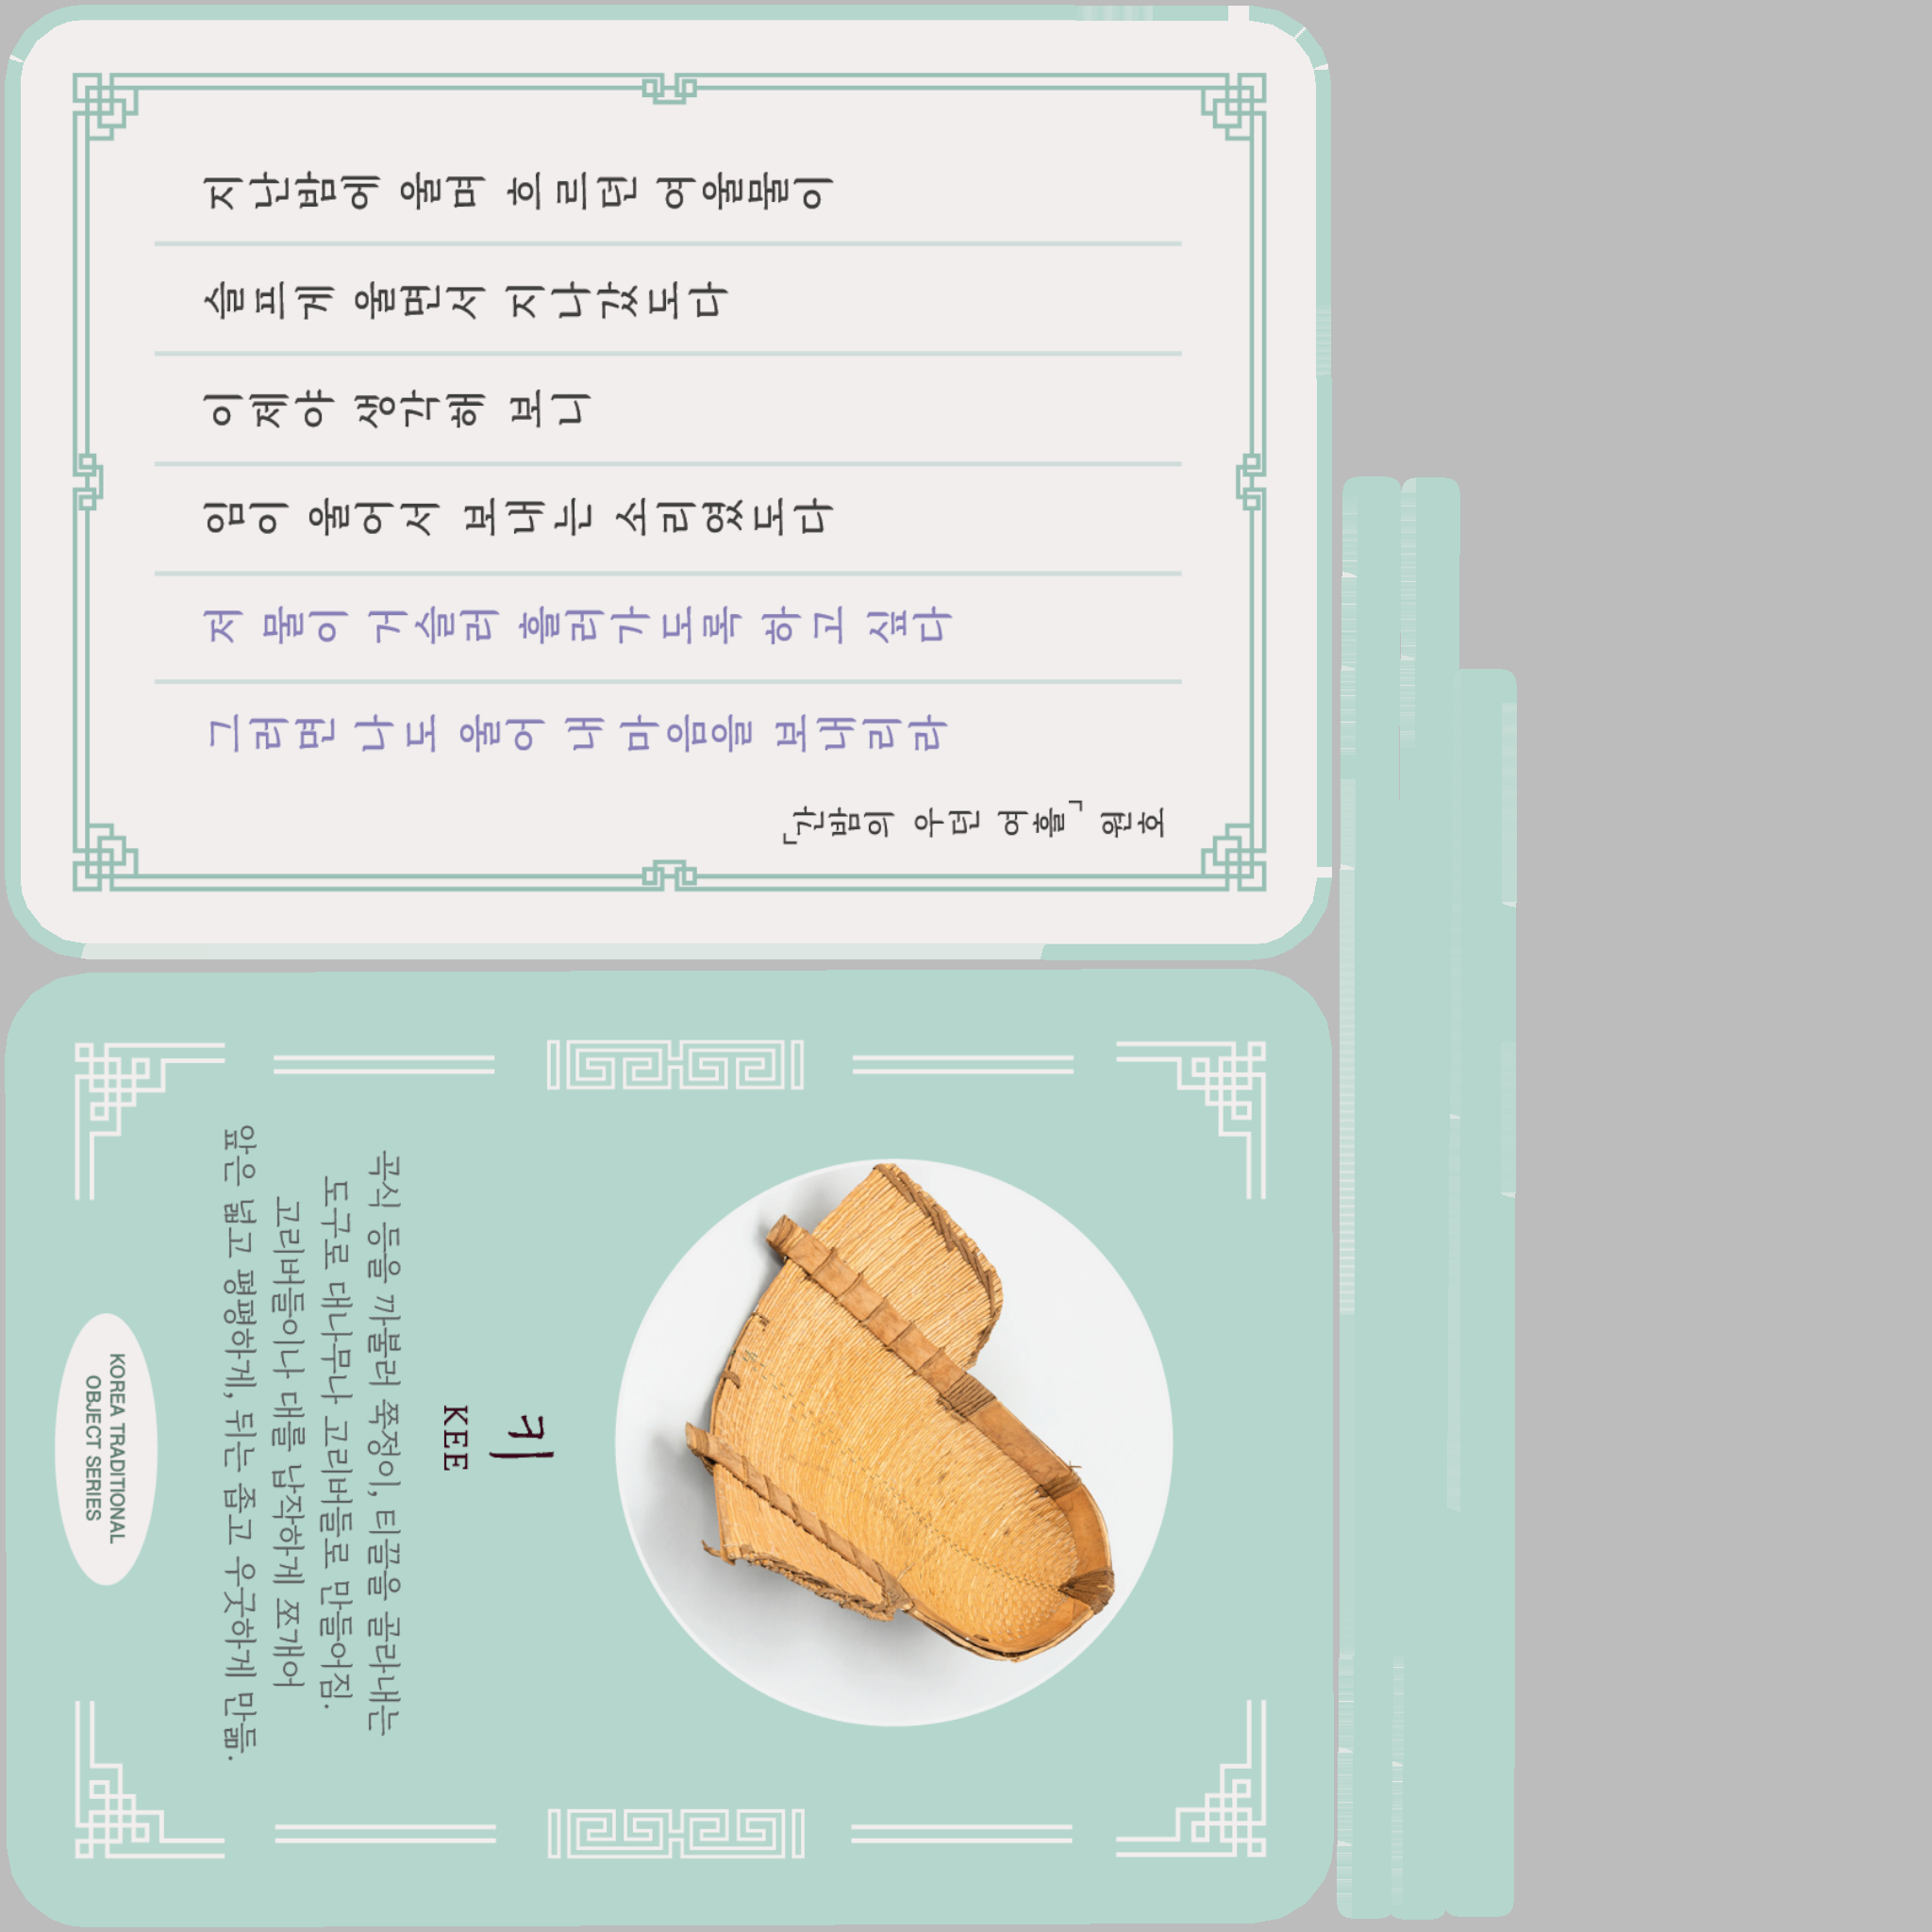 지난밤에 울며 흐르던 여울물이
슬프게 울면서 지나갔도다
이제야 생각해 보니
임이 울어서 보내는 소리였도다
저 물이 거슬러 흘러가도록 하고 싶다
그러면 나도 울어 내 마음을 보내리라
「간밤의 우던 여흘」 원호
키
KEE
곡식 등을 까불러 쭉정이, 티끌을 골라내는
도구로 대나무나 고리버들로 만들어짐.
고리버들이나 대를 납작하게 쪼개어
앞은 넓고 평평하게, 뒤는 좁고 우굿하게 만듦.
KOREA TRADITIONAL
OBJECT SERIES